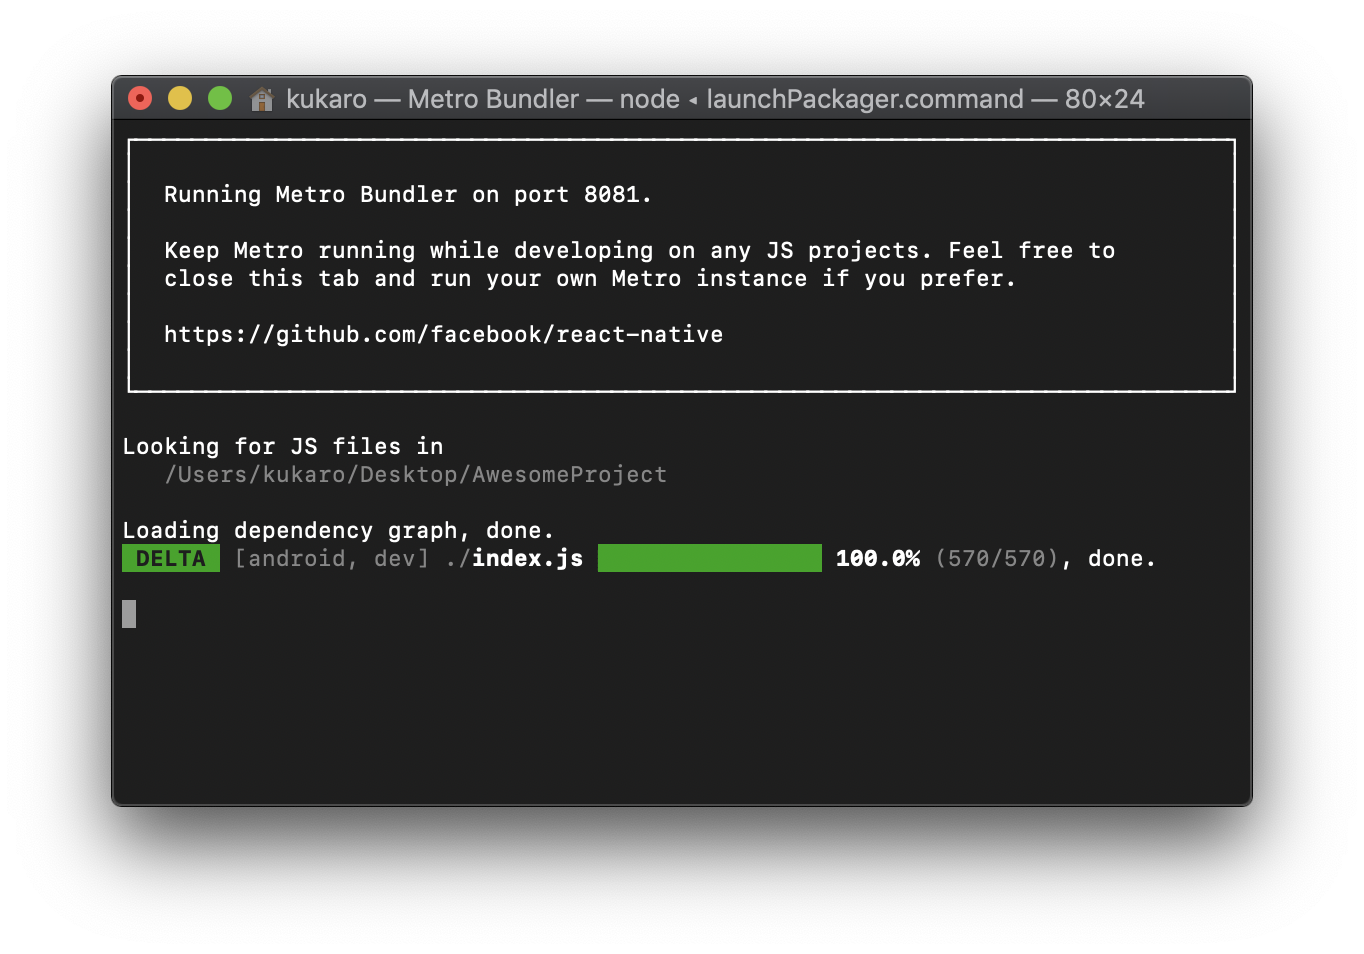 kukaro — Metro Bundler — node ◂ launchPackager.command — 80×24
Running Metro Bundler on port 8081.
Keep Metro running while developing on any JS projects. Feel free to
close this tab and run your own Metro instance if you prefer.
https://github.com/facebook/react-native
Looking for JS files in
/Users/kukaro/Desktop/AwesomeProject
Loading dependency graph, done.
DELTA [android, dev] ./index.js 100.0% (570/570), done.